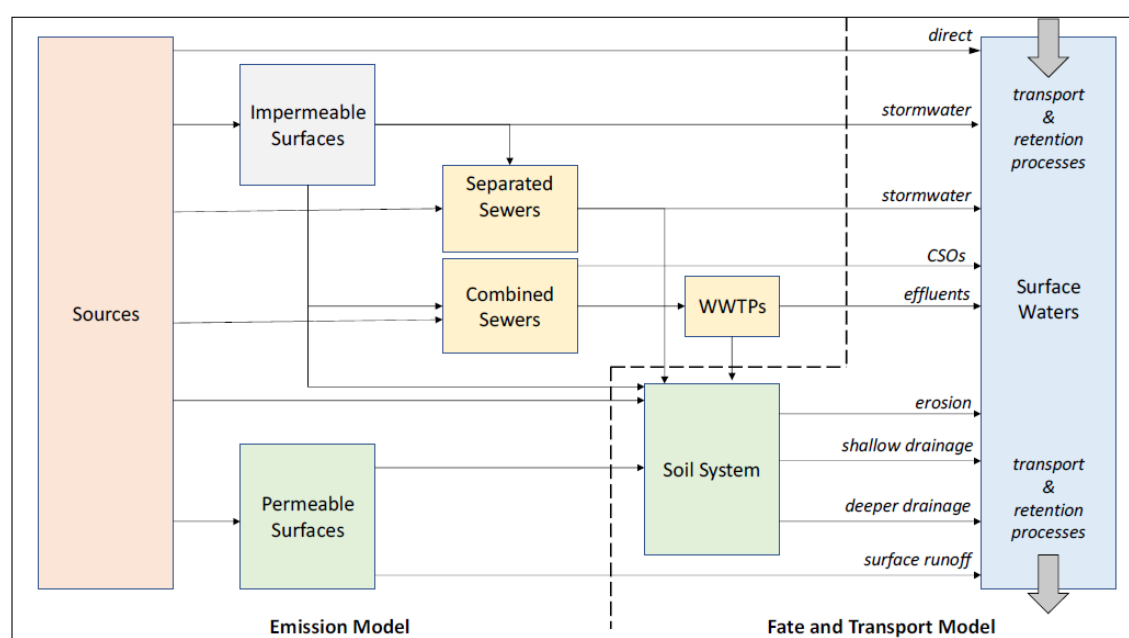 direct
transport
&
retention
processes
Impermeable
Surfaces
stormwater
Separated
Sewers
stormwater
CSOs
Combined
Sewers
WWTPs
effluents
Sources
Surface
Waters
erosion
Soil System
shallow drainage
Permeable
Surfaces
deeper drainage
transport
&
retention
processes
surface runoff
Emission Model
Fate and Transport Model